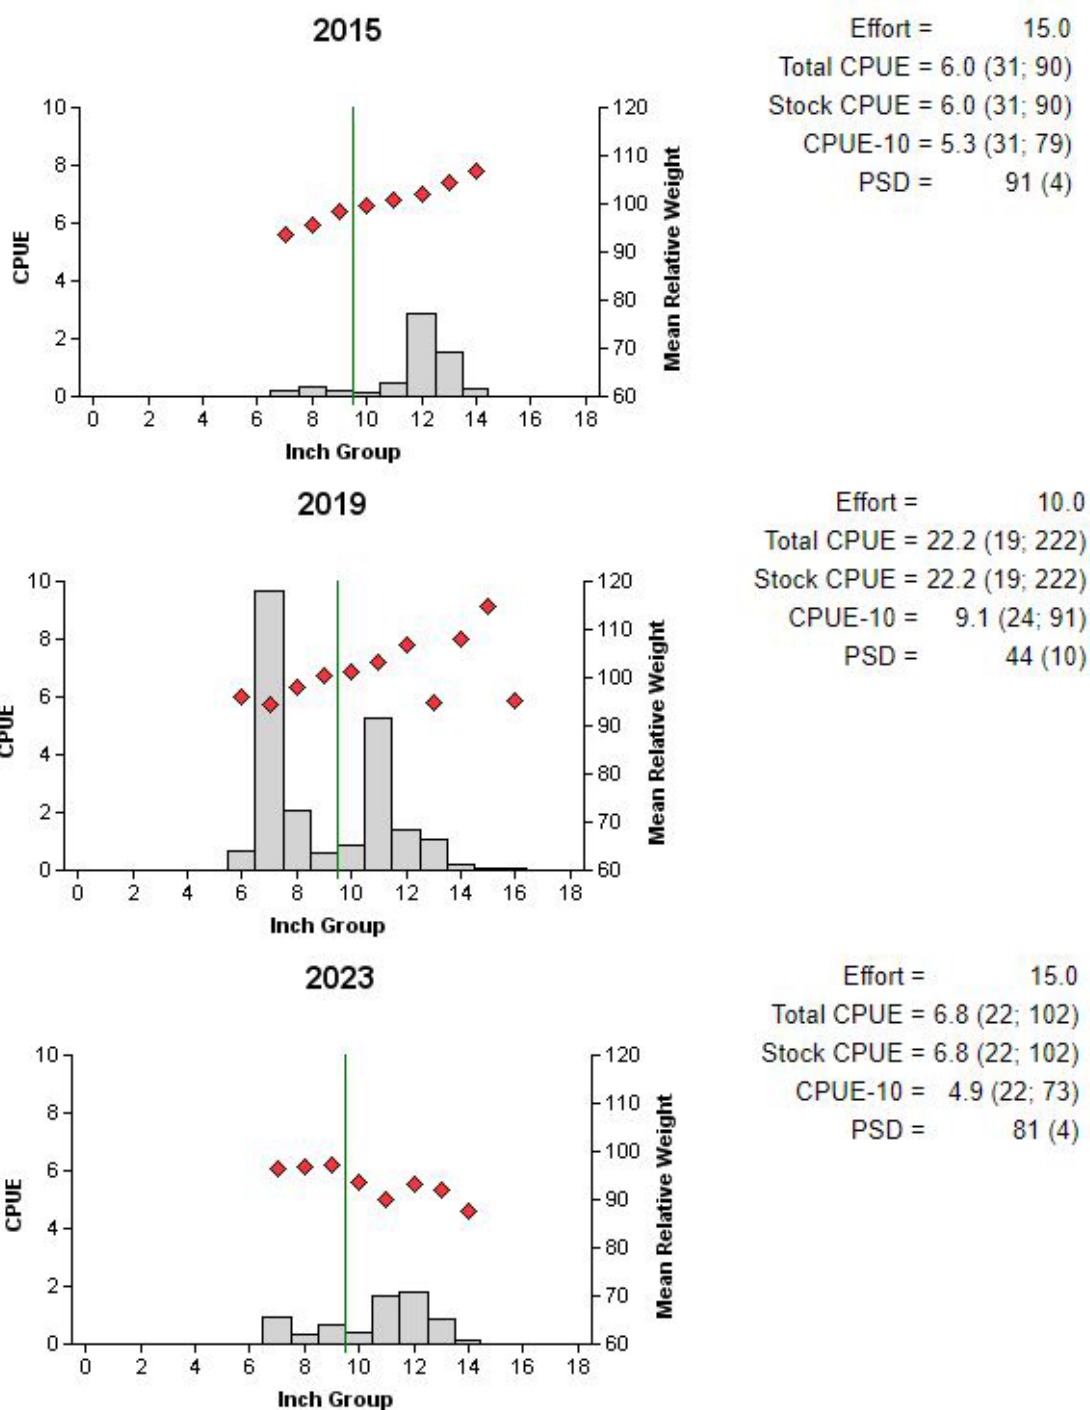 2015
Effort = 15.0
Total CPUE = 6.0 (31; 90)
Stock CPUE = 6.0 (31; 90)
CPUE-10 = 5.3 (31; 79)
PSD = 91 (4)
10 120
8 110
100
6 90
4 80
2 70
0 60
CPUE
Mean Relative Weight
0 2 4 6 8 10 12 14 16 18
Inch Group
2019
Effort = 10.0
Total CPUE = 22.2 (19; 222)
Stock CPUE = 22.2 (19; 222)
CPUE-10 = 9.1 (24; 91)
PSD = 44 (10)
10 120
8 110
100
6 90
4 80
2 70
0 60
CPUE
Mean Relative Weight
0 2 4 6 8 10 12 14 16 18
Inch Group
2023
Effort = 15.0
Total CPUE = 6.8 (22; 102)
Stock CPUE = 6.8 (22; 102)
CPUE-10 = 4.9 (22; 73)
PSD = 81 (4)
10 120
8 110
100
6 90
4 80
2 70
0 60
CPUE
Mean Relative Weight
0 2 4 6 8 10 12 14 16 18
Inch Group